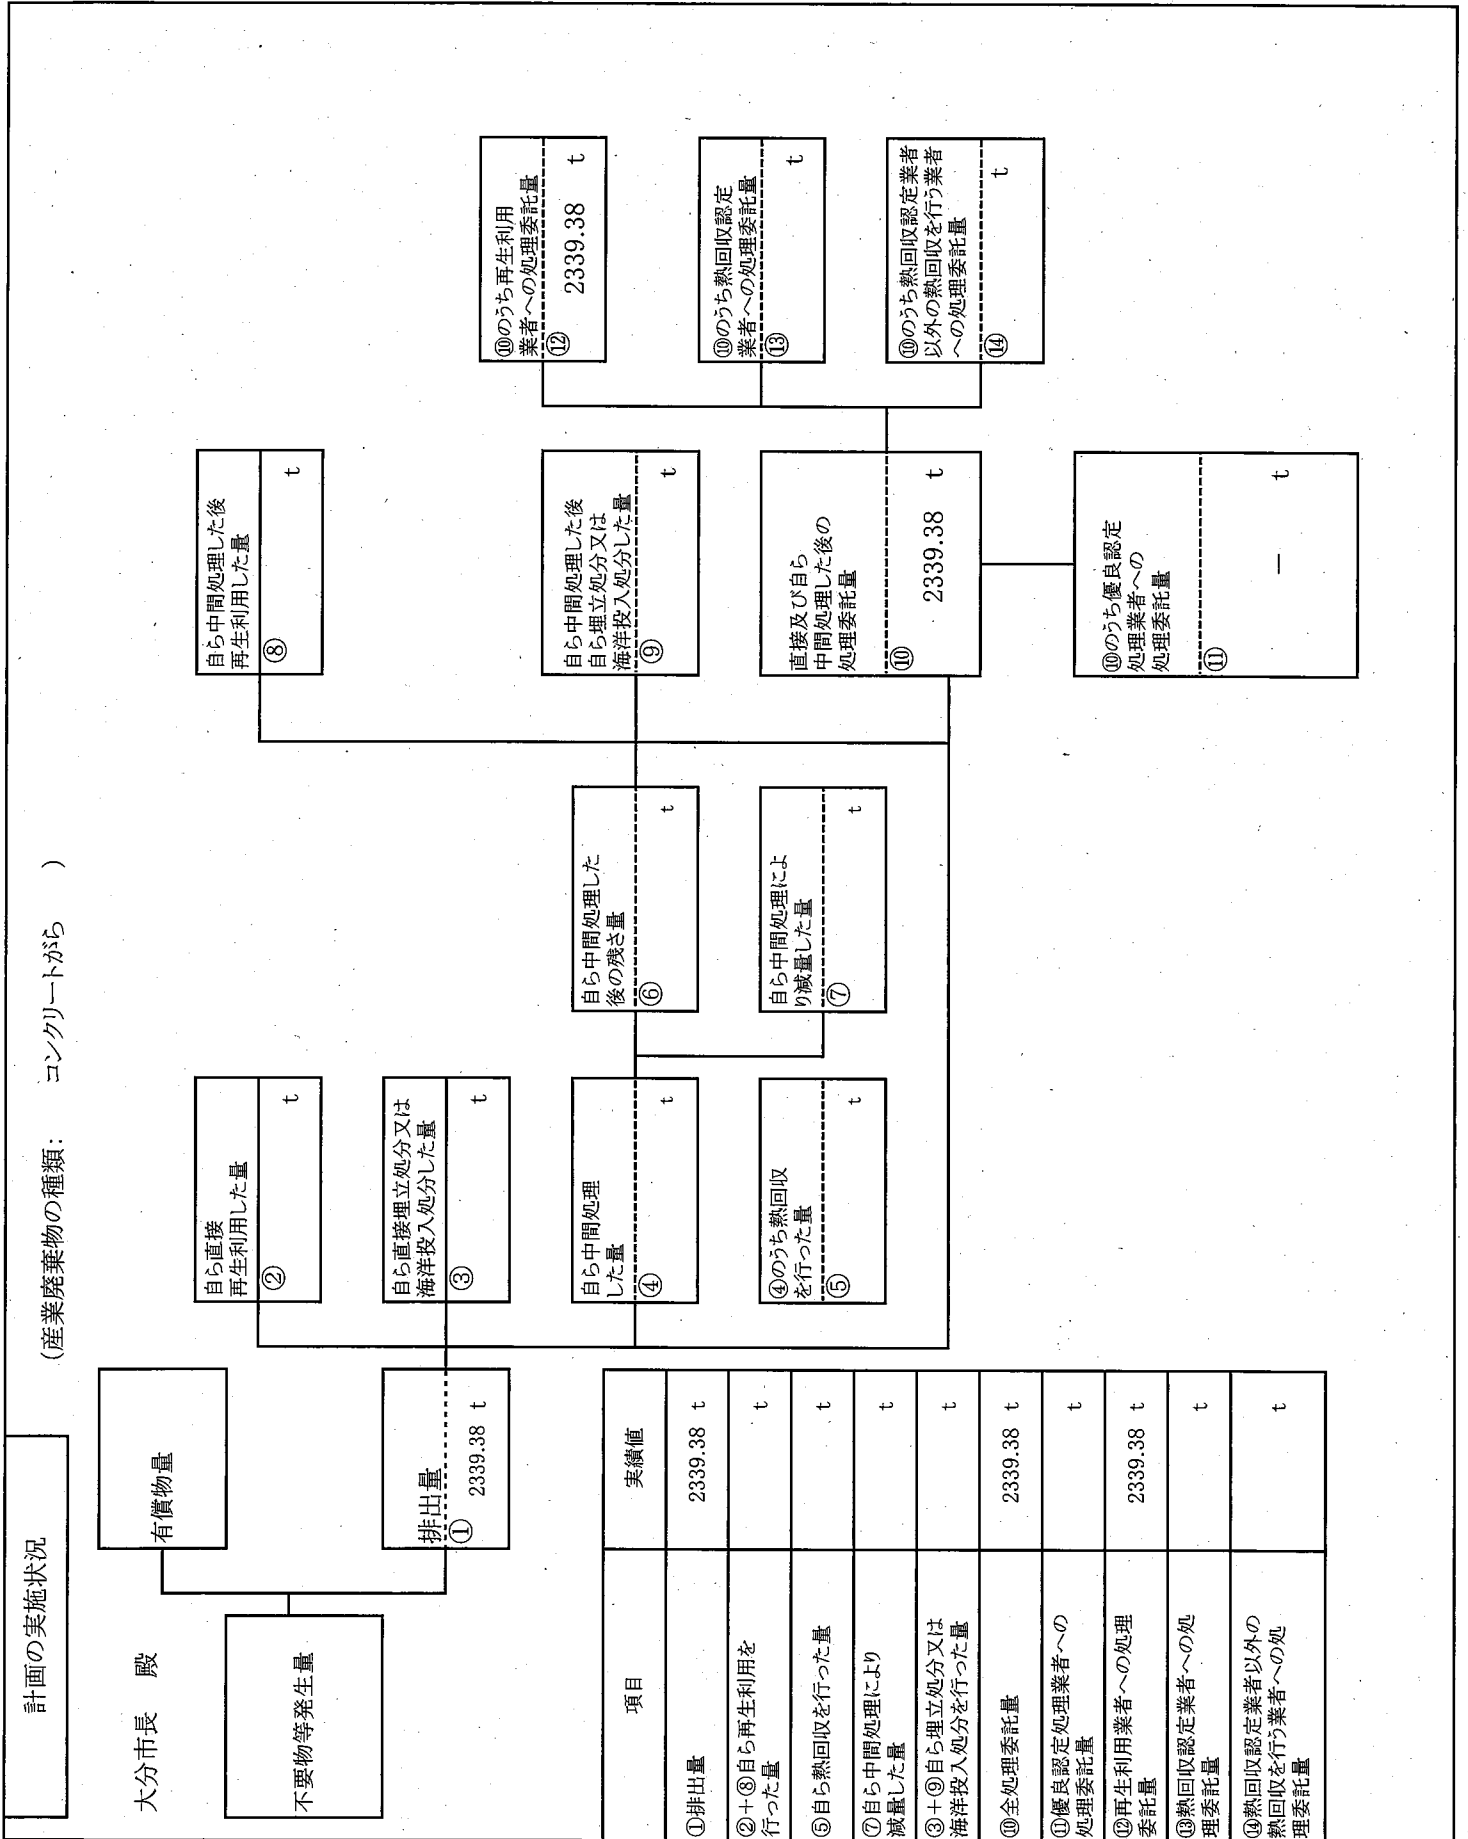 計画の実施状況
(産業廃棄物の種類: コンクリートがら )
大分市長 殿
不要物等発生量
有償物量
排出量
① 2339.38 t
自ら直接
再生利用した量
② t
自ら直接埋立処分又は
海洋投入処分した量
③ t
自ら中間処理
した量
④ t
④のうち熱回収
を行った量
⑤ t
自ら中間処理した
後の残さ量
⑥ t
自ら中間処理によ
り減量した量
⑦ t
自ら中間処理した後
再生利用した量
⑧ t
自ら中間処理した後
自ら埋立処分又は
海洋投入処分した量
⑨ t
直接及び自ら
中間処理した後の
処理委託量
⑩ 2339.38 t
⑩のうち優良認定
処理業者への
処理委託量
⑪ － t
⑩のうち再生利用
業者への処理委託量
⑫ 2339.38 t
⑩のうち熱回収認定
業者への処理委託量
⑬ t
⑩のうち熱回収認定業者
以外の熱回収を行う業者
への処理委託量
⑭ t
項目 実績値
①排出量 2339.38 t
②+⑧自ら再生利用を
行った量 t
⑤自ら熱回収を行った量 t
⑦自ら中間処理により
減量した量 t
③+⑨自ら埋立処分又は
海洋投入処分を行った量 t
⑩全処理委託量 2339.38 t
⑪優良認定処理業者への
処理委託量 t
⑫再生利用業者への処理
委託量 2339.38 t
⑬熱回収認定業者への処
理委託量 t
⑭熱回収認定業者以外の
熱回収を行う業者への処
理委託量 t